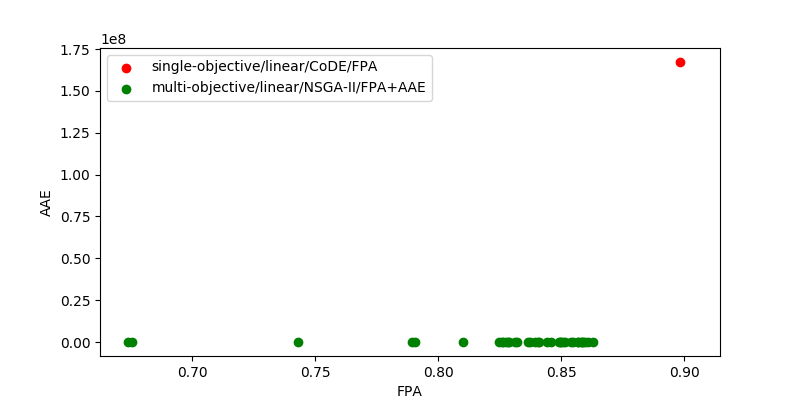 1e8
single-objective/linear/CoDE/FPA
multi-objective/linear/NSGA-II/FPA+AAE
1.75
1.50
1.25
1.00
0.75
0.50
0.25
0.00
AAE
0.70 0.75 0.80 0.85 0.90
FPA